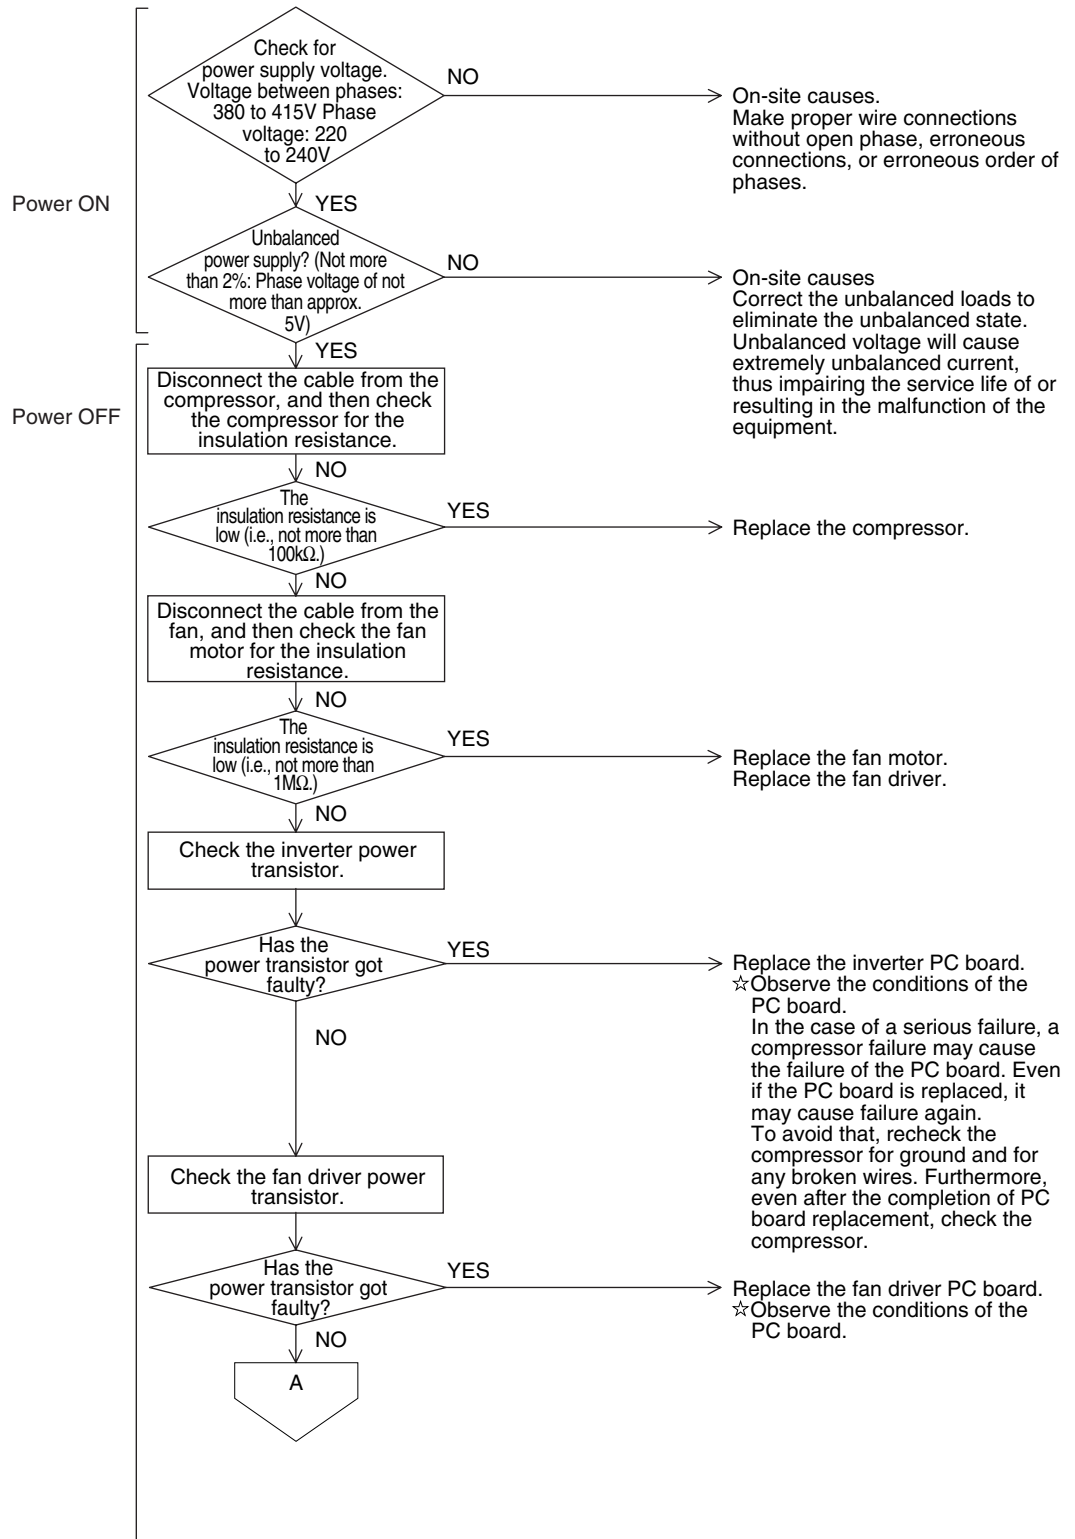 Check for
power supply voltage.
Voltage between phases:
380 to 415V Phase
voltage: 220
to 240V
NO
On-site causes.
Make proper wire connections
without open phase, erroneous
connections, or erroneous order of
phases.
Power ON
YES
Unbalanced
power supply? (Not more
than 2%: Phase voltage of not
more than approx.
5V)
NO
On-site causes
Correct the unbalanced loads to
eliminate the unbalanced state.
Unbalanced voltage will cause
extremely unbalanced current,
thus impairing the service life of or
resulting in the malfunction of the
equipment.
YES
Power OFF
Disconnect the cable from the
compressor, and then check
the compressor for the
insulation resistance.
NO
The
insulation resistance is
low (i.e., not more than
100kΩ.)
YES
Replace the compressor.
NO
Disconnect the cable from the
fan, and then check the fan
motor for the insulation
resistance.
NO
The
insulation resistance is
low (i.e., not more than
1MΩ.)
YES
Replace the fan motor.
Replace the fan driver.
NO
Check the inverter power
transistor.
Has the
power transistor got
faulty?
YES
Replace the inverter PC board.
☆Observe the conditions of the
PC board.
In the case of a serious failure, a
compressor failure may cause
the failure of the PC board. Even
if the PC board is replaced, it
may cause failure again.
To avoid that, recheck the
compressor for ground and for
any broken wires. Furthermore,
even after the completion of PC
board replacement, check the
compressor.
NO
Check the fan driver power
transistor.
Has the
power transistor got
faulty?
YES
Replace the fan driver PC board.
☆Observe the conditions of the
PC board.
NO
A